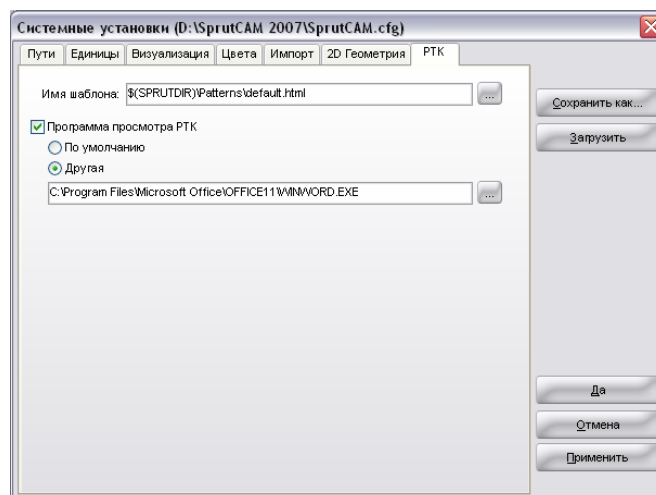 Системные установки (D:\SprutCAM 2007\SprutCAM.cfg)
Пути Единицы Визуализация Цвета Импорт 2D Геометрия РТК
Имя шаблона: $(SPRUTDIR)\Patterns\default.html ...
Сохранить как...
Программа просмотра РТК
Загрузить
По умолчанию
Другая
C:\Program Files\Microsoft Office\OFFICE11\WINWORD.EXE ...
Да
Отмена
Применить